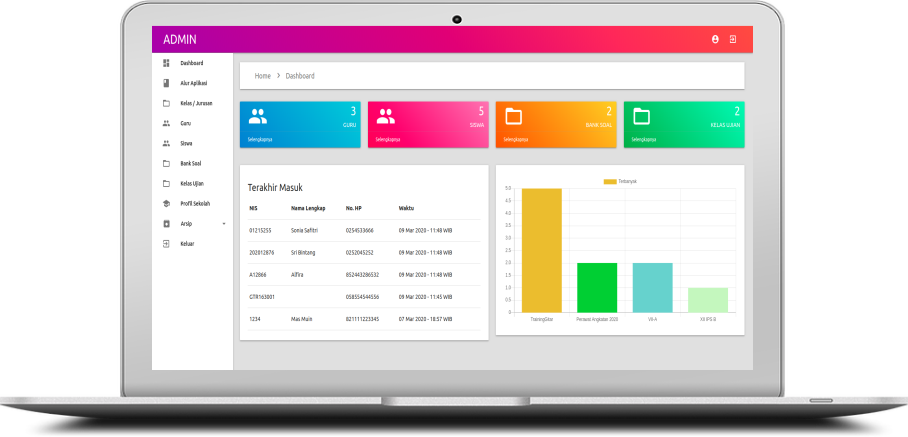 ADMIN
Dashboard
Alur Aplikasi
Kelas / Jurusan
Guru
Siswa
Bank Soal
Kelas Ujian
Profil Sekolah
Arsip
Keluar
Home > Dashboard
3
GURU
Selengkapnya
5
SISWA
Selengkapnya
2
BANK SOAL
Selengkapnya
2
KELAS UJIAN
Selengkapnya
Terakhir Masuk
NIS Nama Lengkap No. HP Waktu
01215255 Sonia Safitri 0254533666 09 Mar 2020 - 11:48 WIB
202012876 Sri Bintang 0252045252 09 Mar 2020 - 11:48 WIB
A12866 Alfira 852443286532 09 Mar 2020 - 11:48 WIB
GTR163001 058554544556 09 Mar 2020 - 11:45 WIB
1234 Mas Muin 821111223345 07 Mar 2020 - 18:57 WIB
Terbanyak
5.0
4.5
4.0
3.5
3.0
2.5
2.0
1.5
1.0
0.5
0
Perawat Angkatan 2020 VII-A XII IPS B